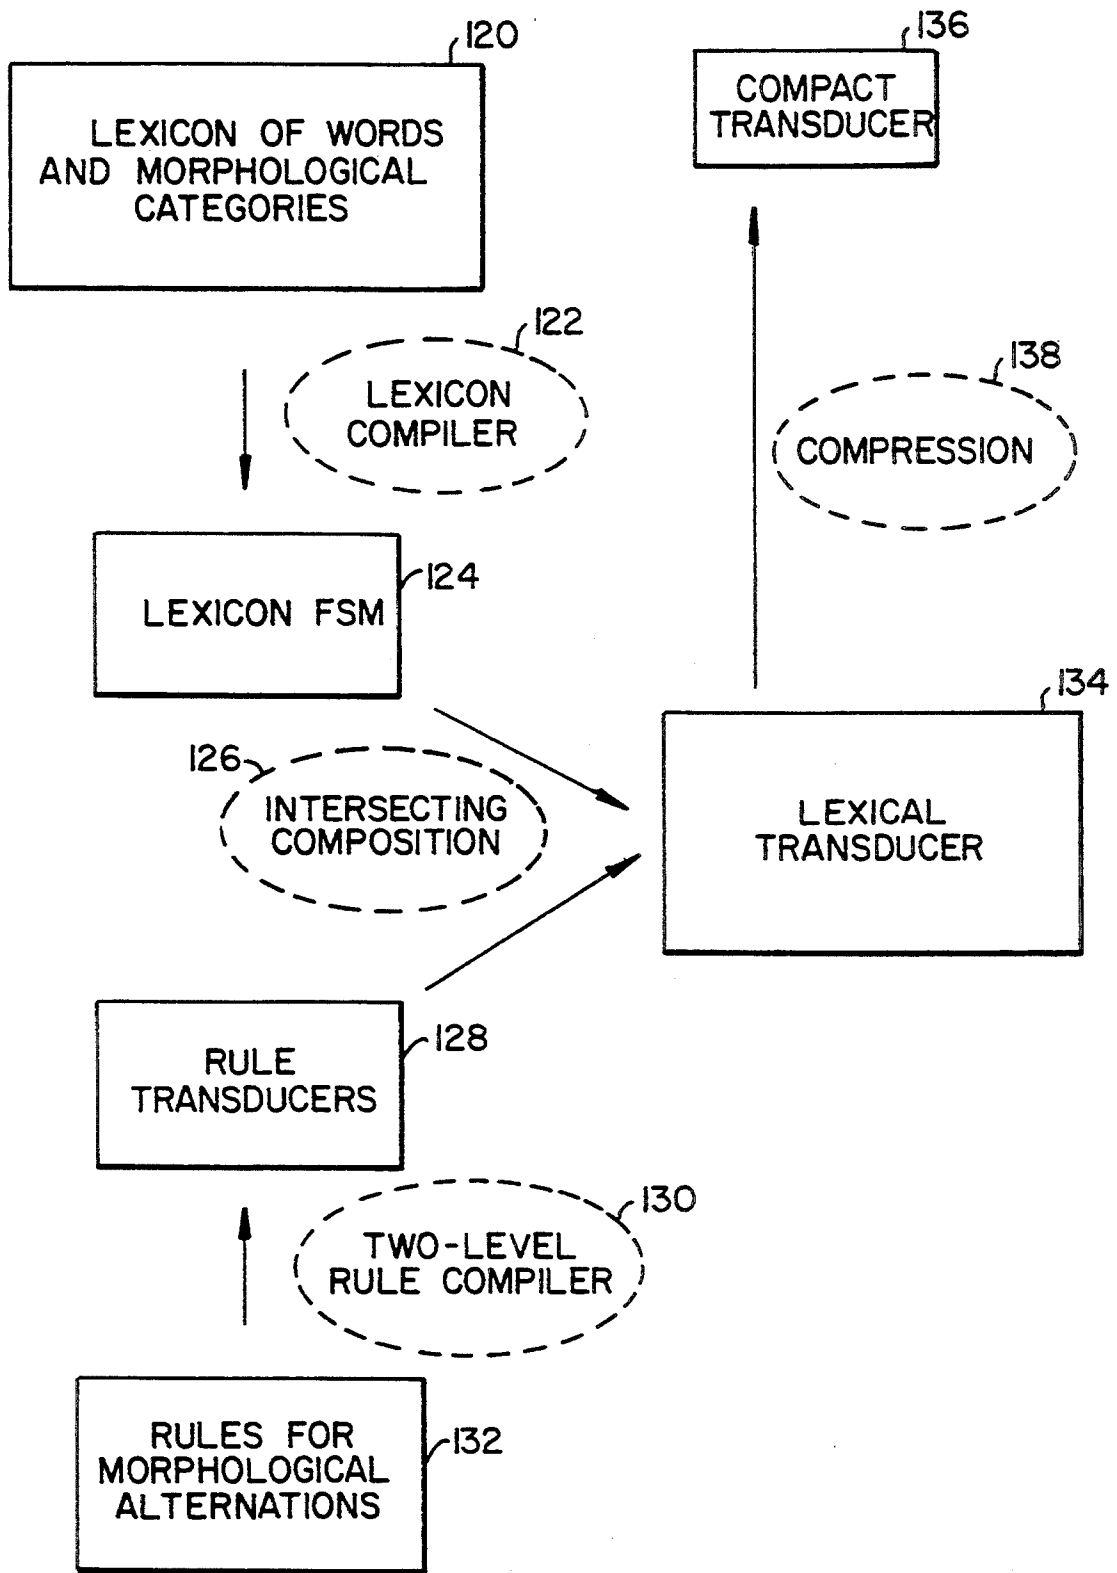 120
LEXICON OF WORDS
AND MORPHOLOGICAL
CATEGORIES
136
COMPACT
TRANSDUCER
122
LEXICON
COMPILER
138
COMPRESSION
124
LEXICON FSM
126
INTERSECTING
COMPOSITION
134
LEXICAL
TRANSDUCER
128
RULE
TRANSDUCERS
130
TWO-LEVEL
RULE COMPILER
132
RULES FOR
MORPHOLOGICAL
ALTERNATIONS